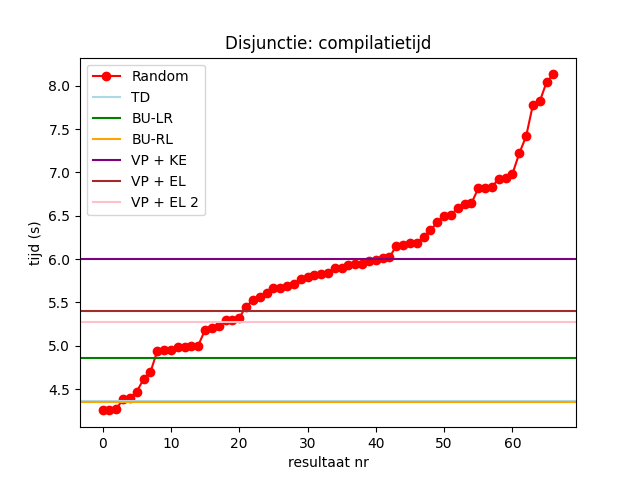 Disjunctie: compilatietijd
tijd (s)
8.0
7.5
7.0
6.5
6.0
5.5
5.0
4.5
Random
TD
BU-LR
BU-RL
VP + KE
VP + EL
VP + EL 2
0 10 20 30 40 50 60
resultaat nr